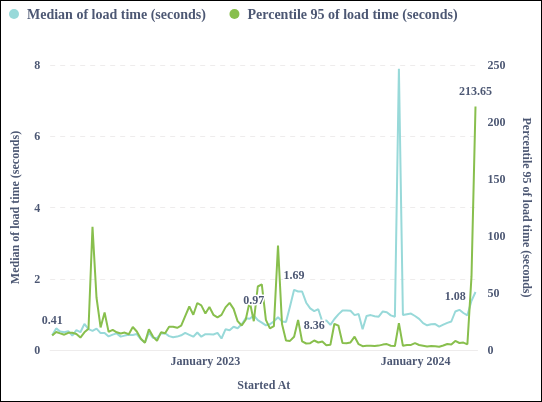 Median of load time (seconds) Percentile 95 of load time (seconds)
8 250
213.65
6 200
150
4
100
2 1.69 50
0.97 1.08
0.41 8.36
0 0
January 2023 January 2024
Started At
Median of load time (seconds)
Percentile 95 of load time (seconds)